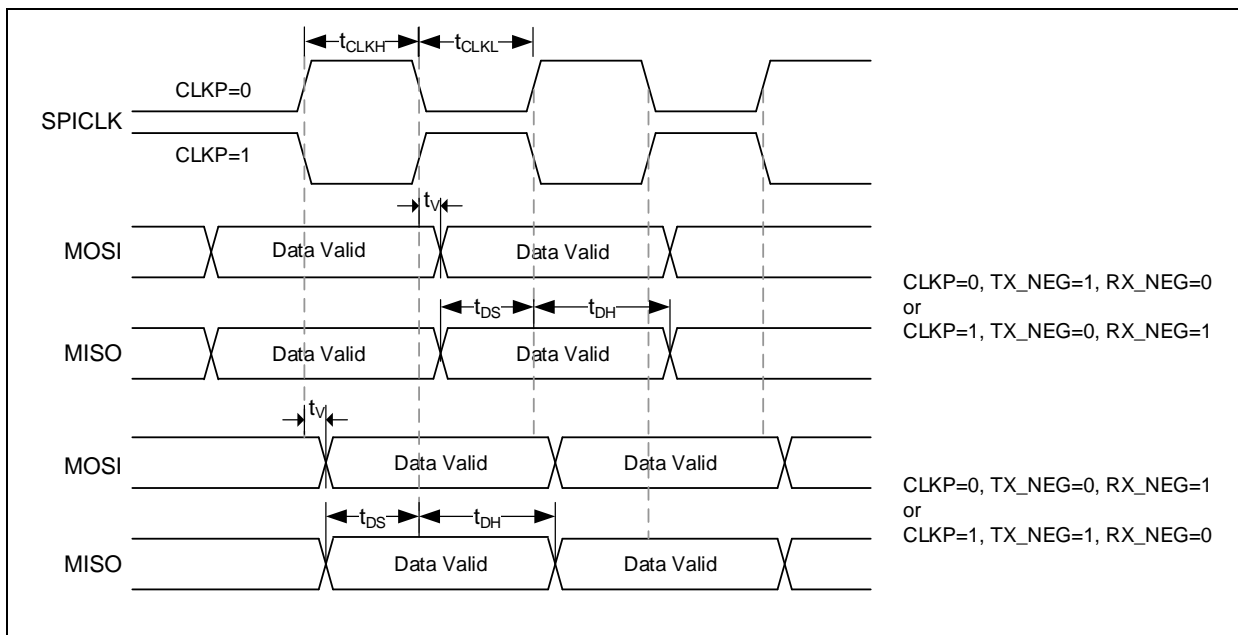 tCLKH tCLKL
CLKP=0
SPICLK
CLKP=1
tV
MOSI Data Valid Data Valid
CLKP=0, TX_NEG=1, RX_NEG=0
or
CLKP=1, TX_NEG=0, RX_NEG=1
tDS tDH
MISO Data Valid Data Valid
tV
MOSI Data Valid Data Valid
CLKP=0, TX_NEG=0, RX_NEG=1
or
CLKP=1, TX_NEG=1, RX_NEG=0
tDS tDH
MISO Data Valid Data Valid